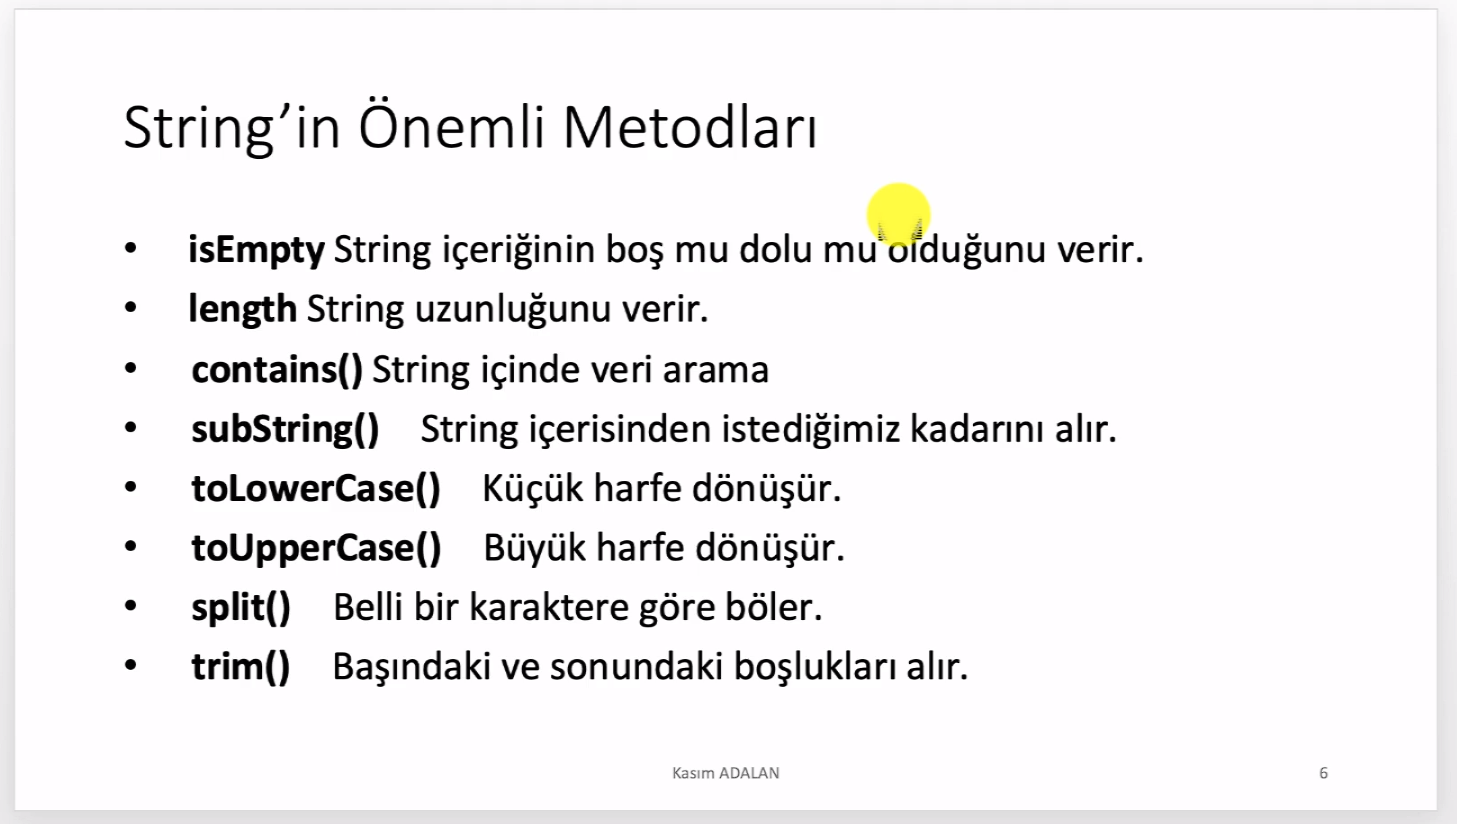 String’in Önemli Metodları
• isEmpty String içeriğinin boş mu dolu mu olduğunu verir.
• length String uzunluğunu verir.
• contains() String içinde veri arama
• subString() String içerisinden istediğimiz kadarını alır.
• toLowerCase() Küçük harfe dönüşür.
• toUpperCase() Büyük harfe dönüşür.
• split() Belli bir karaktere göre böler.
• trim() Başındaki ve sonundaki boşlukları alır.
Kasım ADALAN
6